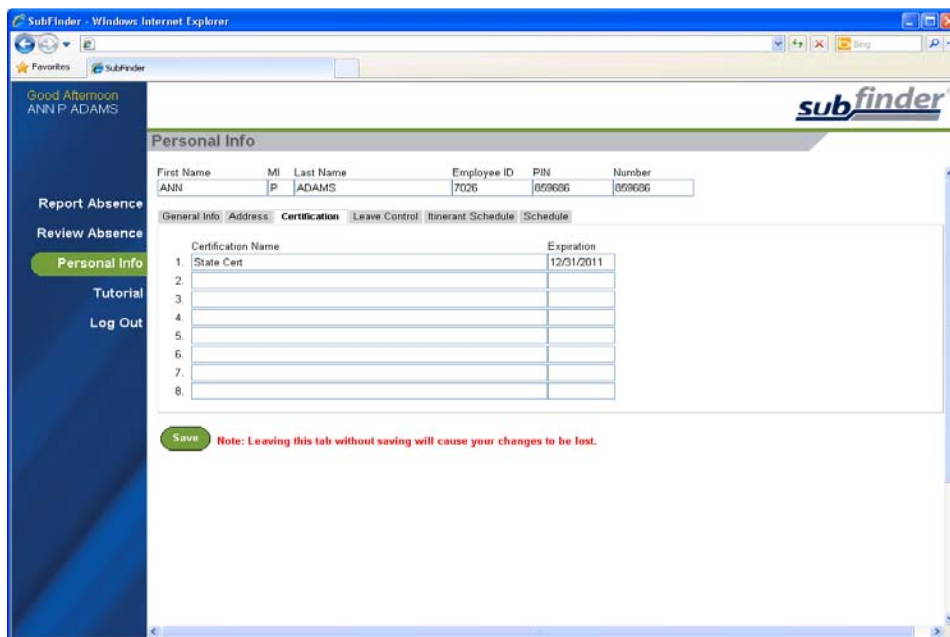 SubFinder - Windows Internet Explorer
Bing
Favorites SubFinder
Good Afternoon
ANN P ADAMS
subfinder
Personal Info
First Name MI Last Name Employee ID PIN Number
ANN P ADAMS 7026 859686 859686
General Info Address Certification Leave Control Itinerant Schedule Schedule
Report Absence
Review Absence
Personal Info
Tutorial
Log Out
Certification Name Expiration
1. State Cert 12/31/2011
2.
3.
4.
5.
6.
7.
8.
Save Note: Leaving this tab without saving will cause your changes to be lost.